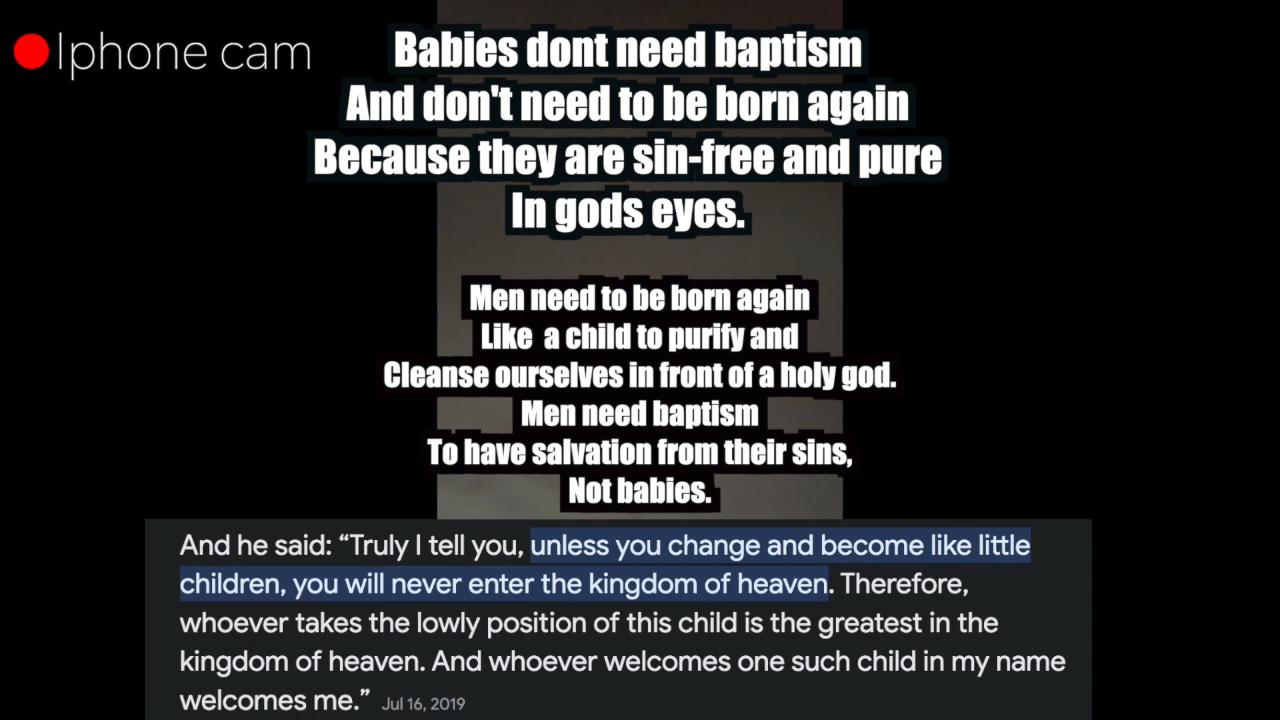 Iphone cam
Babies dont need baptism
And don't need to be born again
Because they are sin-free and pure
In gods eyes.
Men need to be born again
Like a child to purify and
Cleanse ourselves in front of a holy god.
Men need baptism
To have salvation from their sins,
Not babies.
And he said: “Truly I tell you, unless you change and become like little
children, you will never enter the kingdom of heaven. Therefore,
whoever takes the lowly position of this child is the greatest in the
kingdom of heaven. And whoever welcomes one such child in my name
welcomes me.” Jul 16, 2019